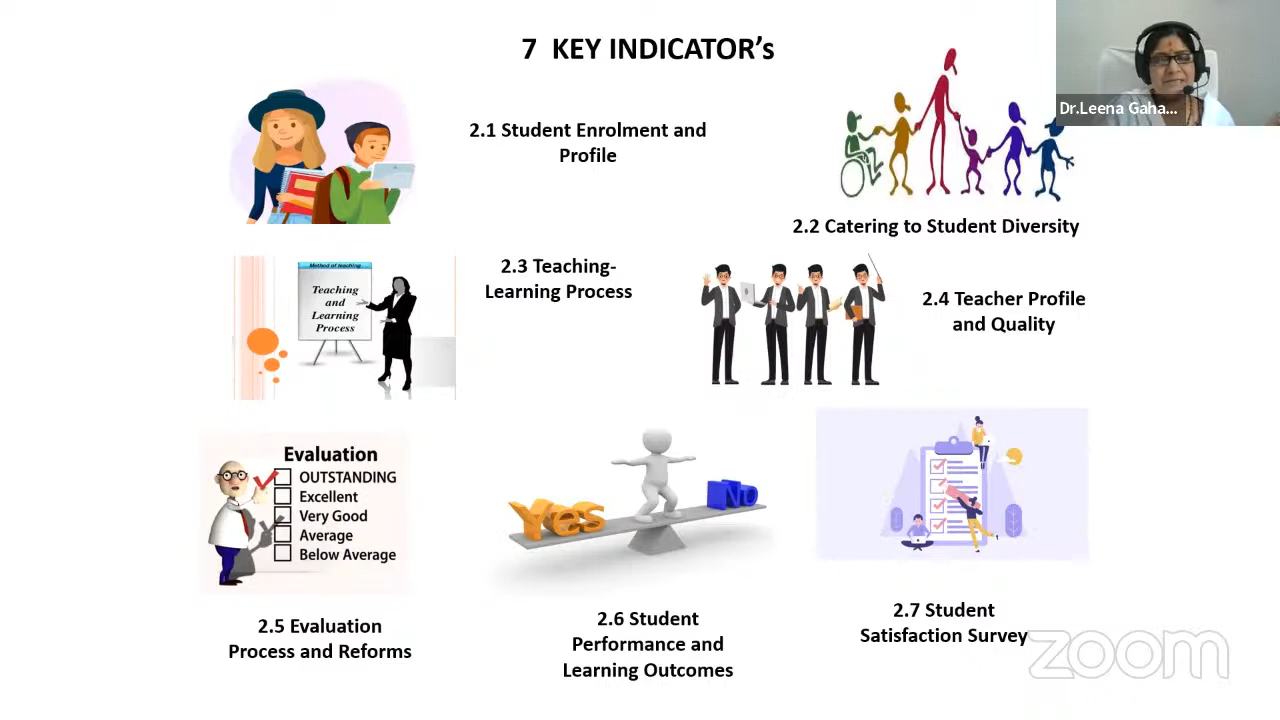 7 KEY INDICATOR's
Dr.Leena Gaha...
2.1 Student Enrolment and
Profile
2.2 Catering to Student Diversity
Method of teaching
Teaching
and
Learning
Process
2.3 Teaching-
Learning Process
2.4 Teacher Profile
and Quality
Evaluation
OUTSTANDING
Excellent
Very Good
Average
Below Average
2.5 Evaluation
Process and Reforms
Yes
No
2.6 Student
Performance and
Learning Outcomes
2.7 Student
Satisfaction Survey
zoom